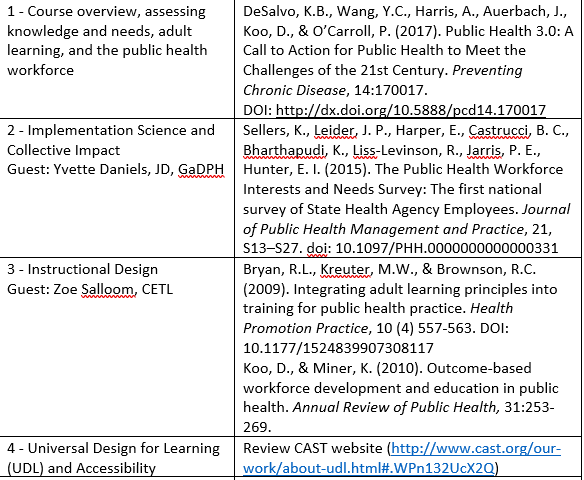 1 - Course overview, assessing
knowledge and needs, adult
learning, and the public health
workforce
DeSalvo, K.B., Wang, Y.C., Harris, A., Auerbach, J.,
Koo, D., & O’Carroll, P. (2017). Public Health 3.0: A
Call to Action for Public Health to Meet the
Challenges of the 21st Century. Preventing
Chronic Disease, 14:170017.
DOI: http://dx.doi.org/10.5888/pcd14.170017
2 - Implementation Science and
Collective Impact
Guest: Yvette Daniels, JD, GaDPH
Sellers, K., Leider, J. P., Harper, E., Castrucci, B. C.,
Bharthapudi, K., Liss-Levinson, R., Jarris, P. E.,
Hunter, E. I. (2015). The Public Health Workforce
Interests and Needs Survey: The first national
survey of State Health Agency Employees. Journal
of Public Health Management and Practice, 21,
S13–S27. doi: 10.1097/PHH.0000000000000331
3 - Instructional Design
Guest: Zoe Salloom, CETL
Bryan, R.L., Kreuter, M.W., & Brownson, R.C.
(2009). Integrating adult learning principles into
training for public health practice. Health
Promotion Practice, 10 (4) 557-563. DOI:
10.1177/1524839907308117
Koo, D., & Miner, K. (2010). Outcome-based
workforce development and education in public
health. Annual Review of Public Health, 31:253-
269.
4 - Universal Design for Learning
(UDL) and Accessibility
Review CAST website (http://www.cast.org/our-
work/about-udl.html#.WPn132UcX2Q)